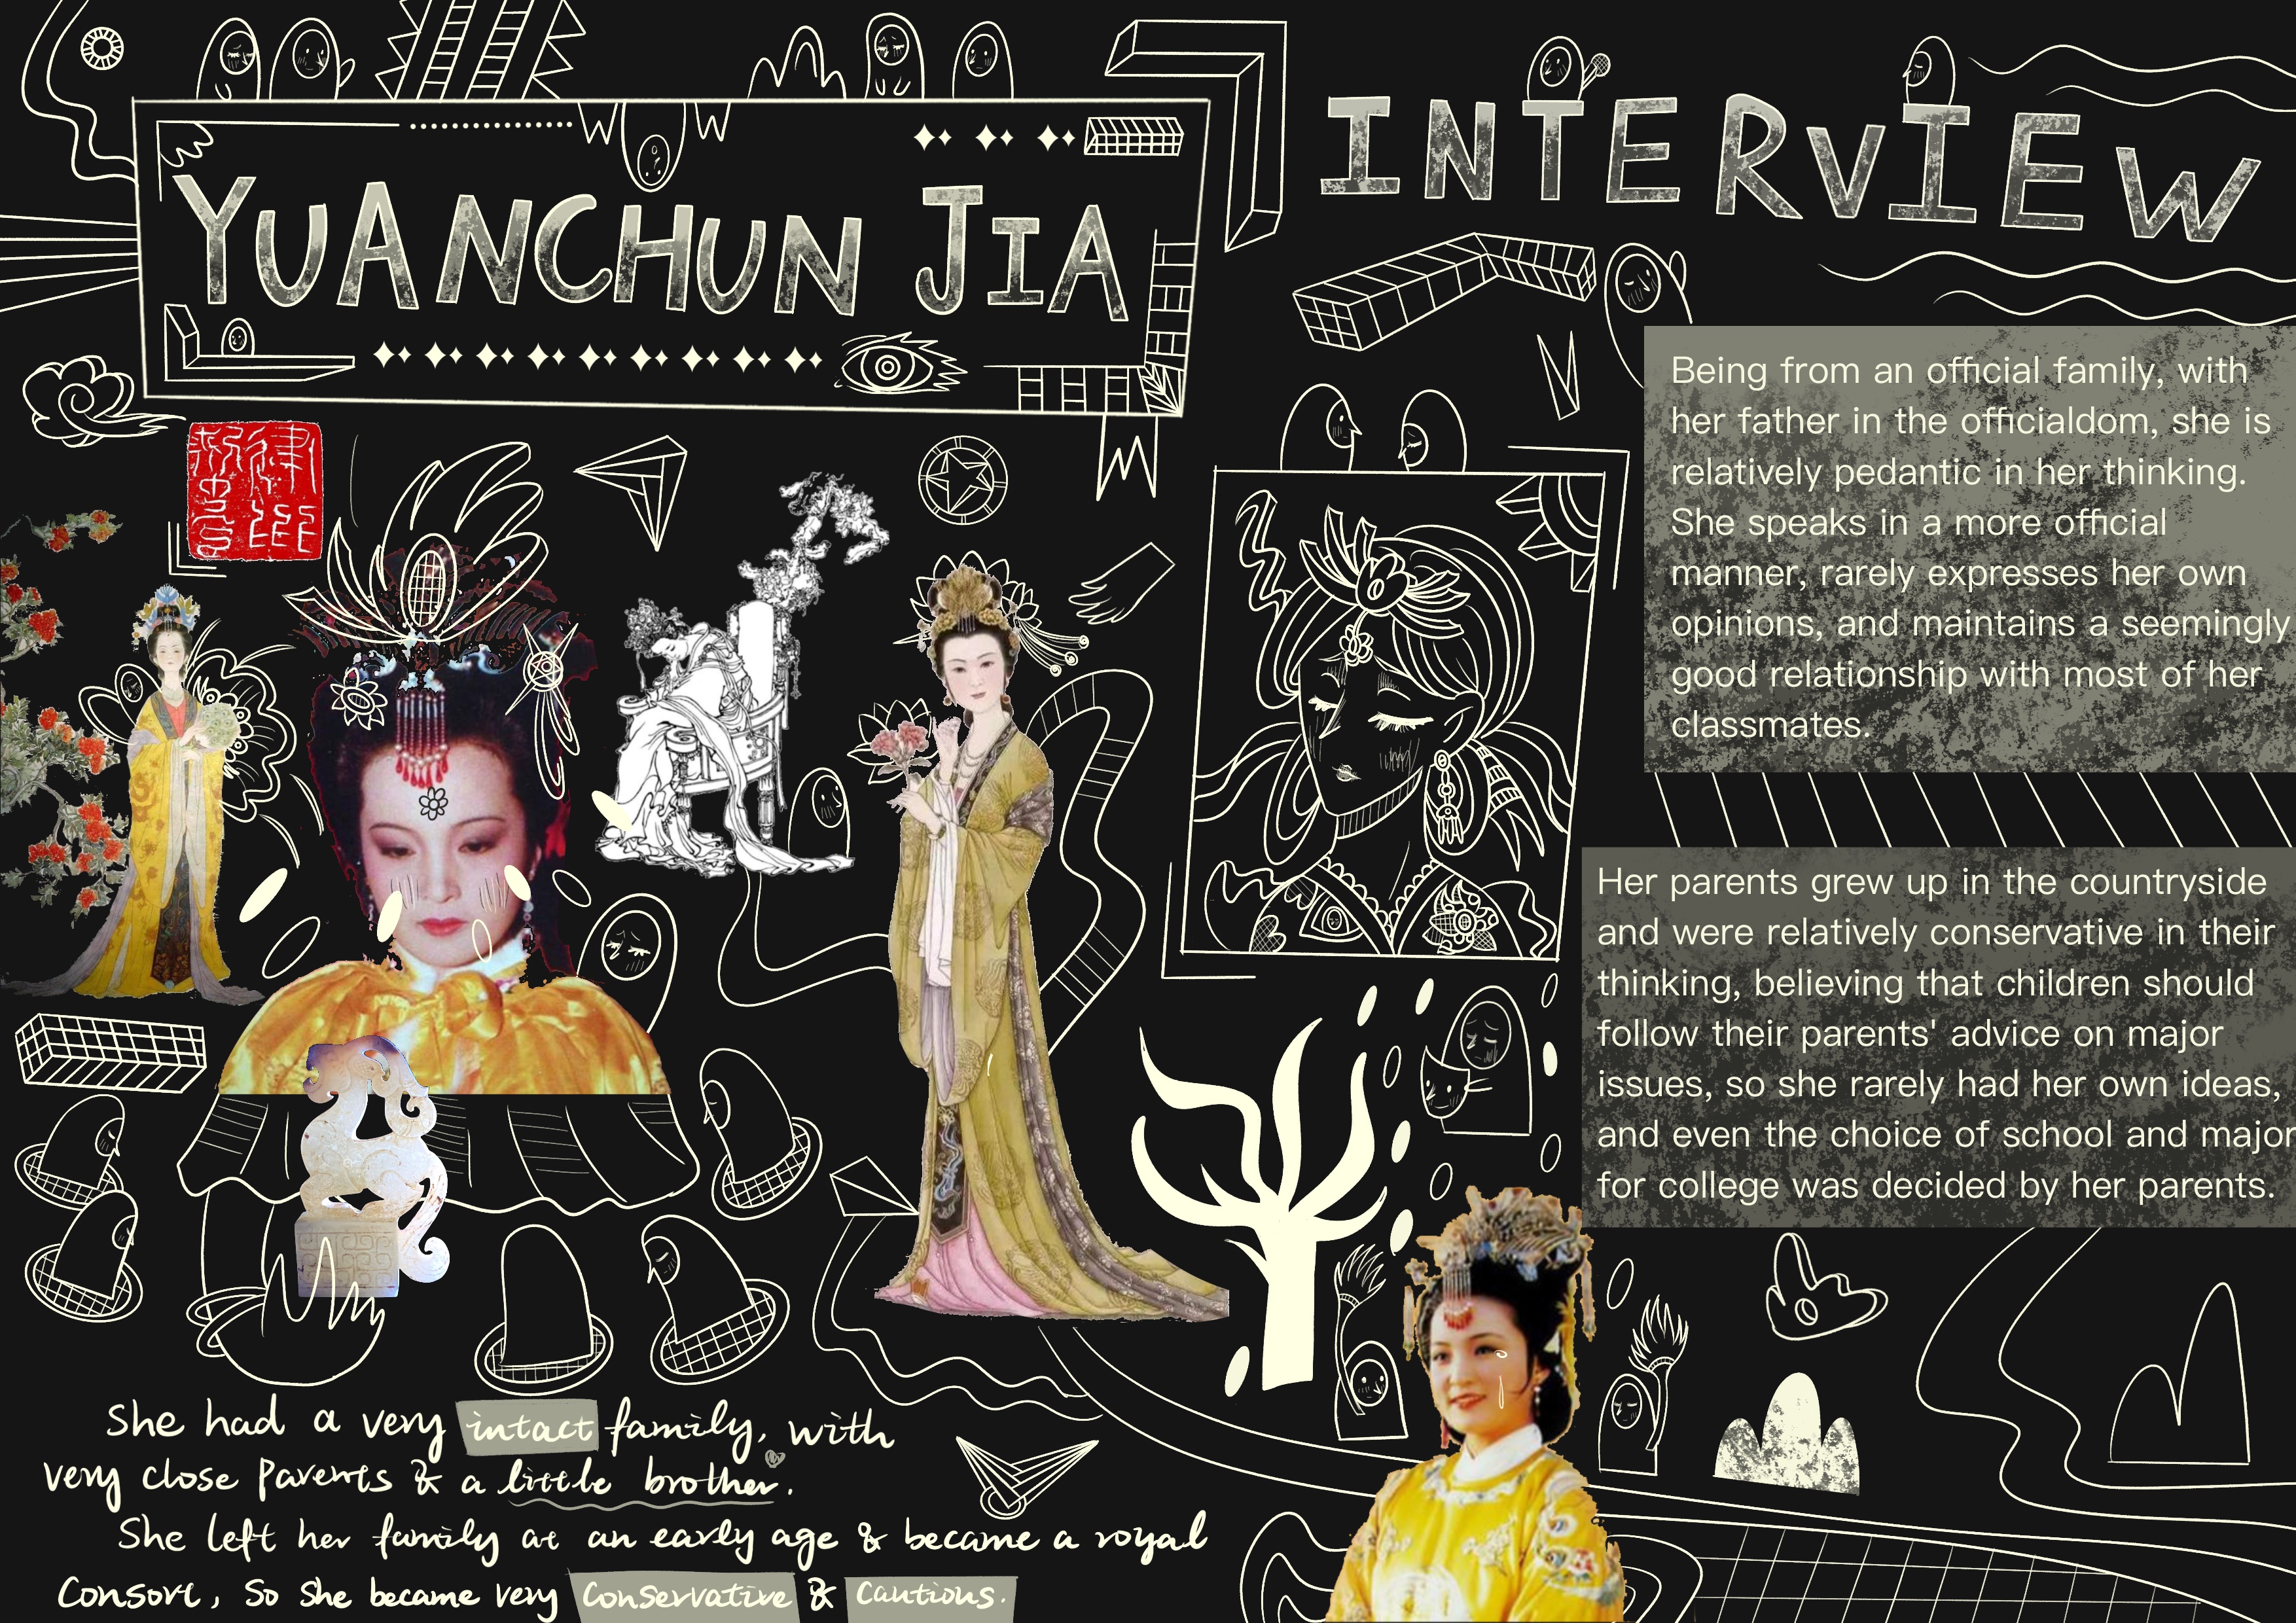 YUANCHUN JIA
INTERVIEW
Being from an official family, with
her father in the officialdom, she is
relatively pedantic in her thinking.
She speaks in a more official
manner, rarely expresses her own
opinions, and maintains a seemingly
good relationship with most of her
classmates.
Her parents grew up in the countryside
and were relatively conservative in their
thinking, believing that children should
follow their parents' advice on major
issues, so she rarely had her own ideas,
and even the choice of school and major
for college was decided by her parents.
She had a very intact family, with
very close parents & a little brother.
She left her family at an early age & became a royal
Consort, So She became very Conservative & Cautious.